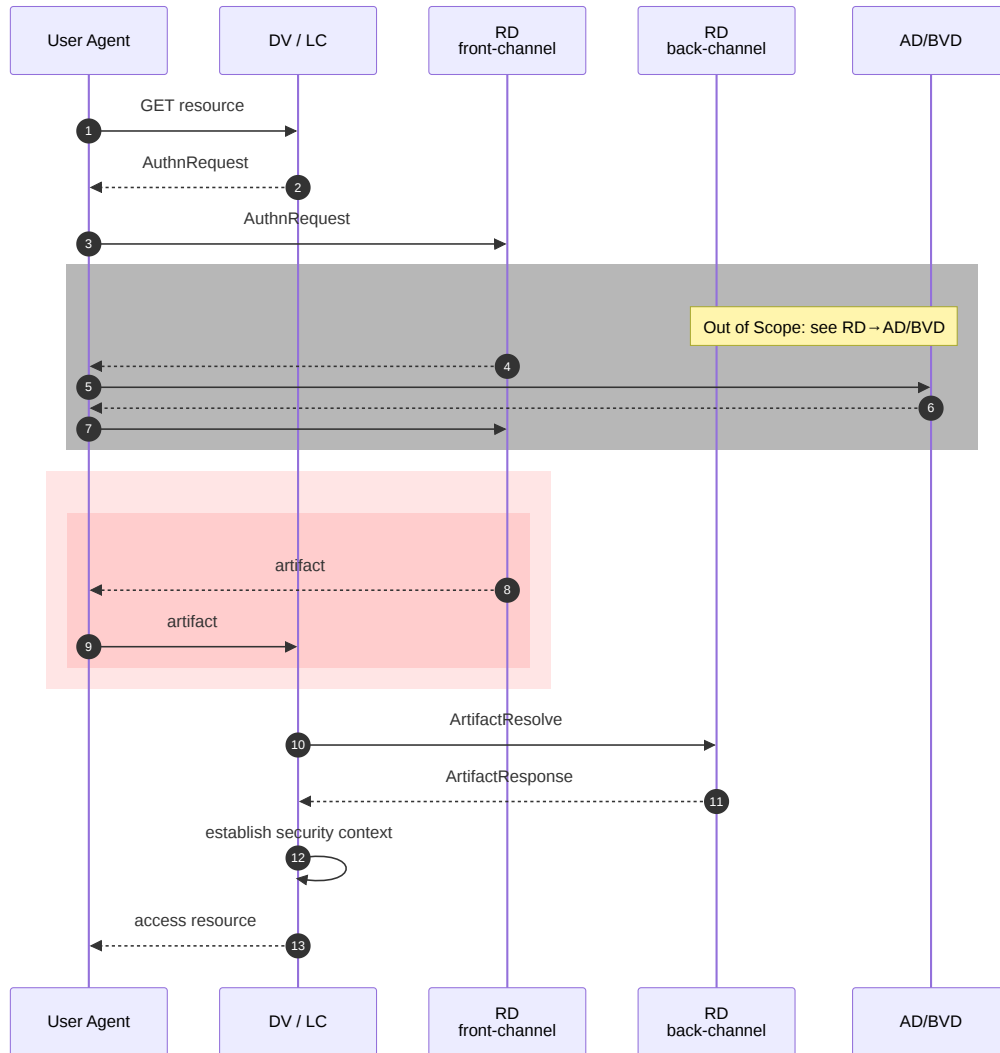 User Agent
DV / LC
RD
front-channel
RD
back-channel
AD/BVD
GET resource
1
AuthnRequest
2
AuthnRequest
3
Out of Scope: see RD→AD/BVD
4
5
6
7
artifact
8
artifact
9
ArtifactResolve
10
ArtifactResponse
11
establish security context
12
access resource
13
User Agent
DV / LC
RD
front-channel
RD
back-channel
AD/BVD